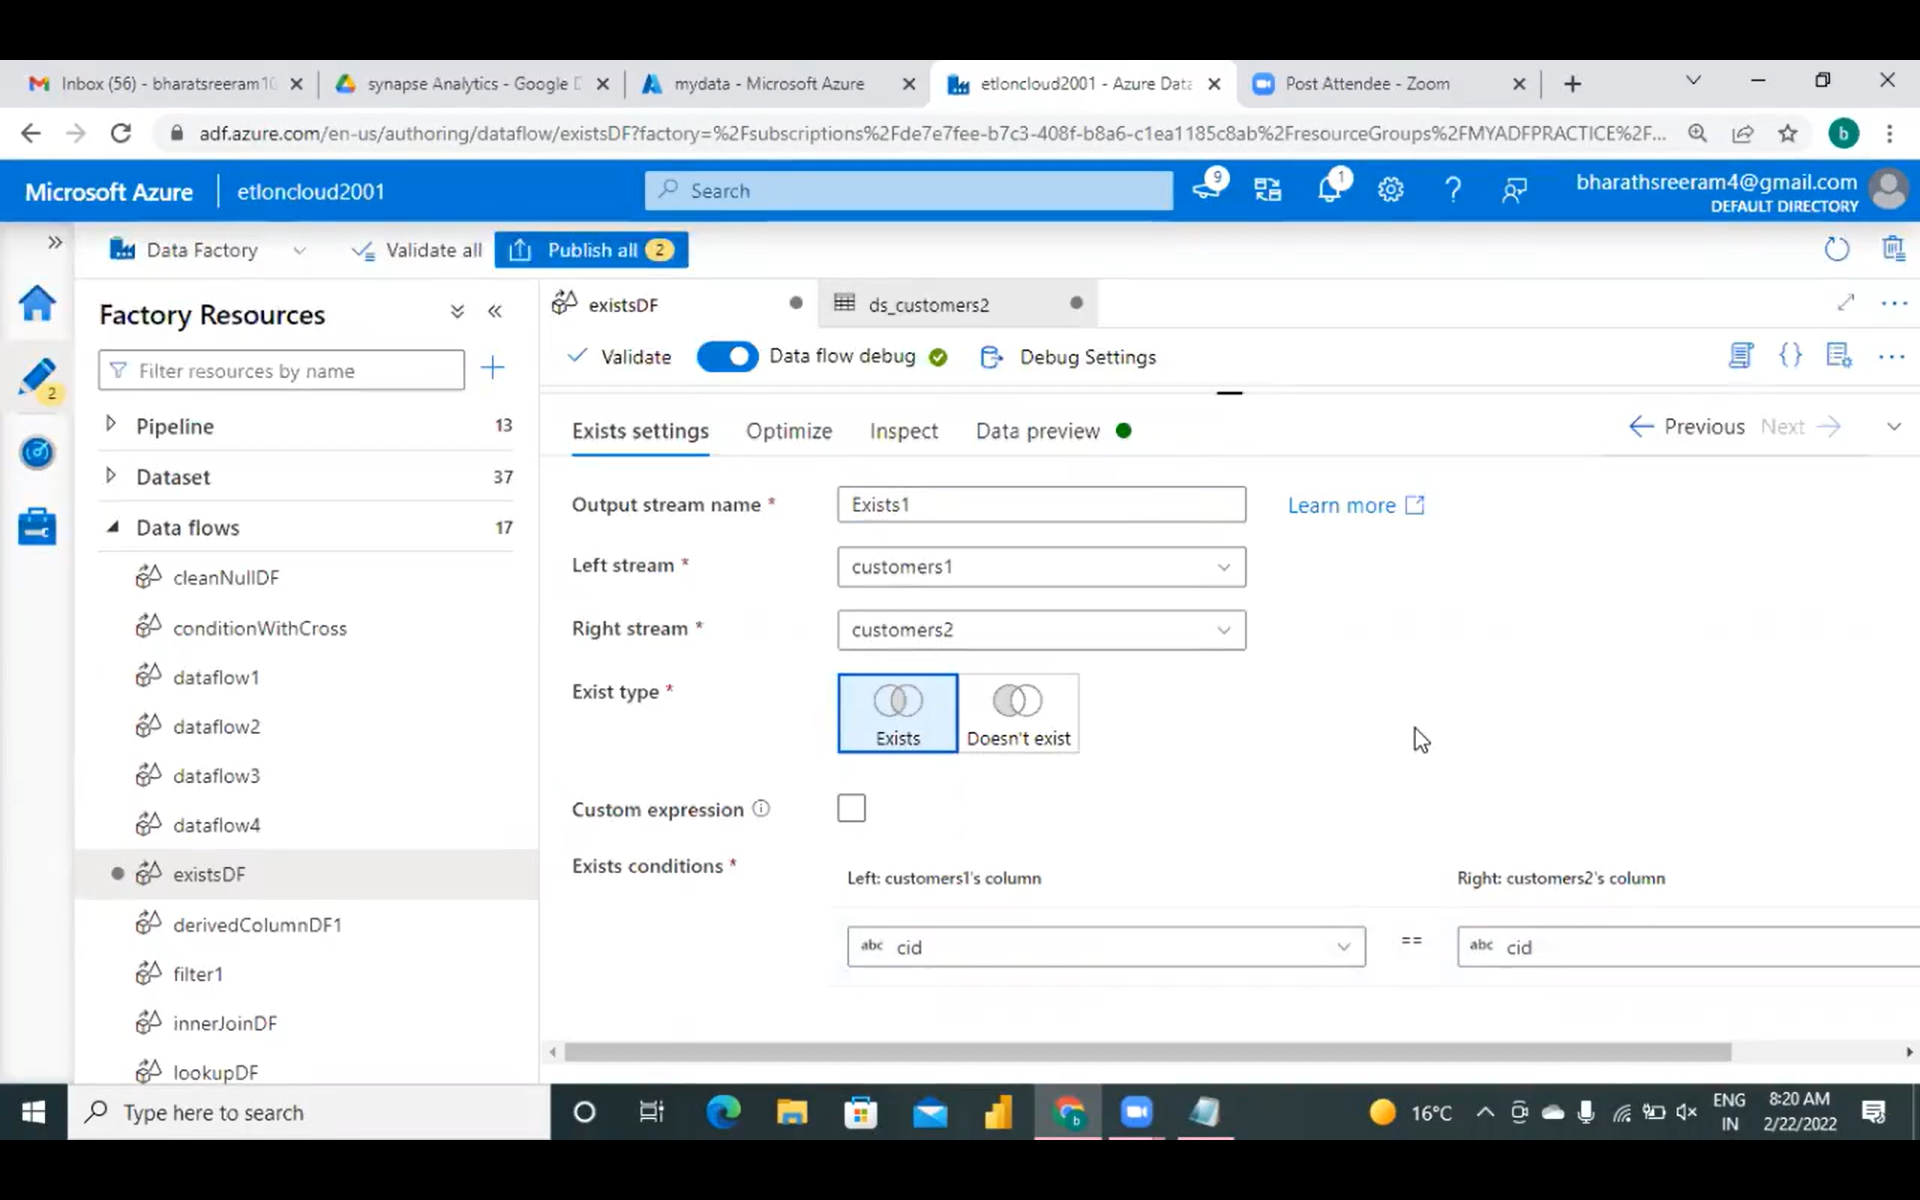 Inbox (56) - bharatsreeram10
synapse Analytics - Google D
mydata - Microsoft Azure
etloncloud2001 - Azure Data
Post Attendee - Zoom
adf.azure.com/en-us/authoring/dataflow/existsDF?factory=%2Fsubscriptions%2Fde7e7fee-b7c3-408f-b8a6-c1ea1185c8ab%2FresourceGroups%2FMYADFPRACTICE%2F...
b
Microsoft Azure
etloncloud2001
Search
9
1
bharathsreeram4@gmail.com
DEFAULT DIRECTORY
Data Factory
Validate all
Publish all 2
Factory Resources
existsDF
ds_customers2
Filter resources by name
Validate
Data flow debug
Debug Settings
2
Pipeline 13
Dataset 37
Data flows 17
cleanNullDF
conditionWithCross
dataflow1
dataflow2
dataflow3
dataflow4
existsDF
derivedColumnDF1
filter1
innerJoinDF
lookupDF
Exists settings
Optimize
Inspect
Data preview
Previous
Next
Output stream name *
Exists1
Learn more
Left stream *
customers1
Right stream *
customers2
Exist type *
Exists
Doesn't exist
Custom expression
Exists conditions *
Left: customers1's column
Right: customers2's column
abc cid
==
abc cid
Type here to search
16°C
ENG
IN
8:20 AM
2/22/2022